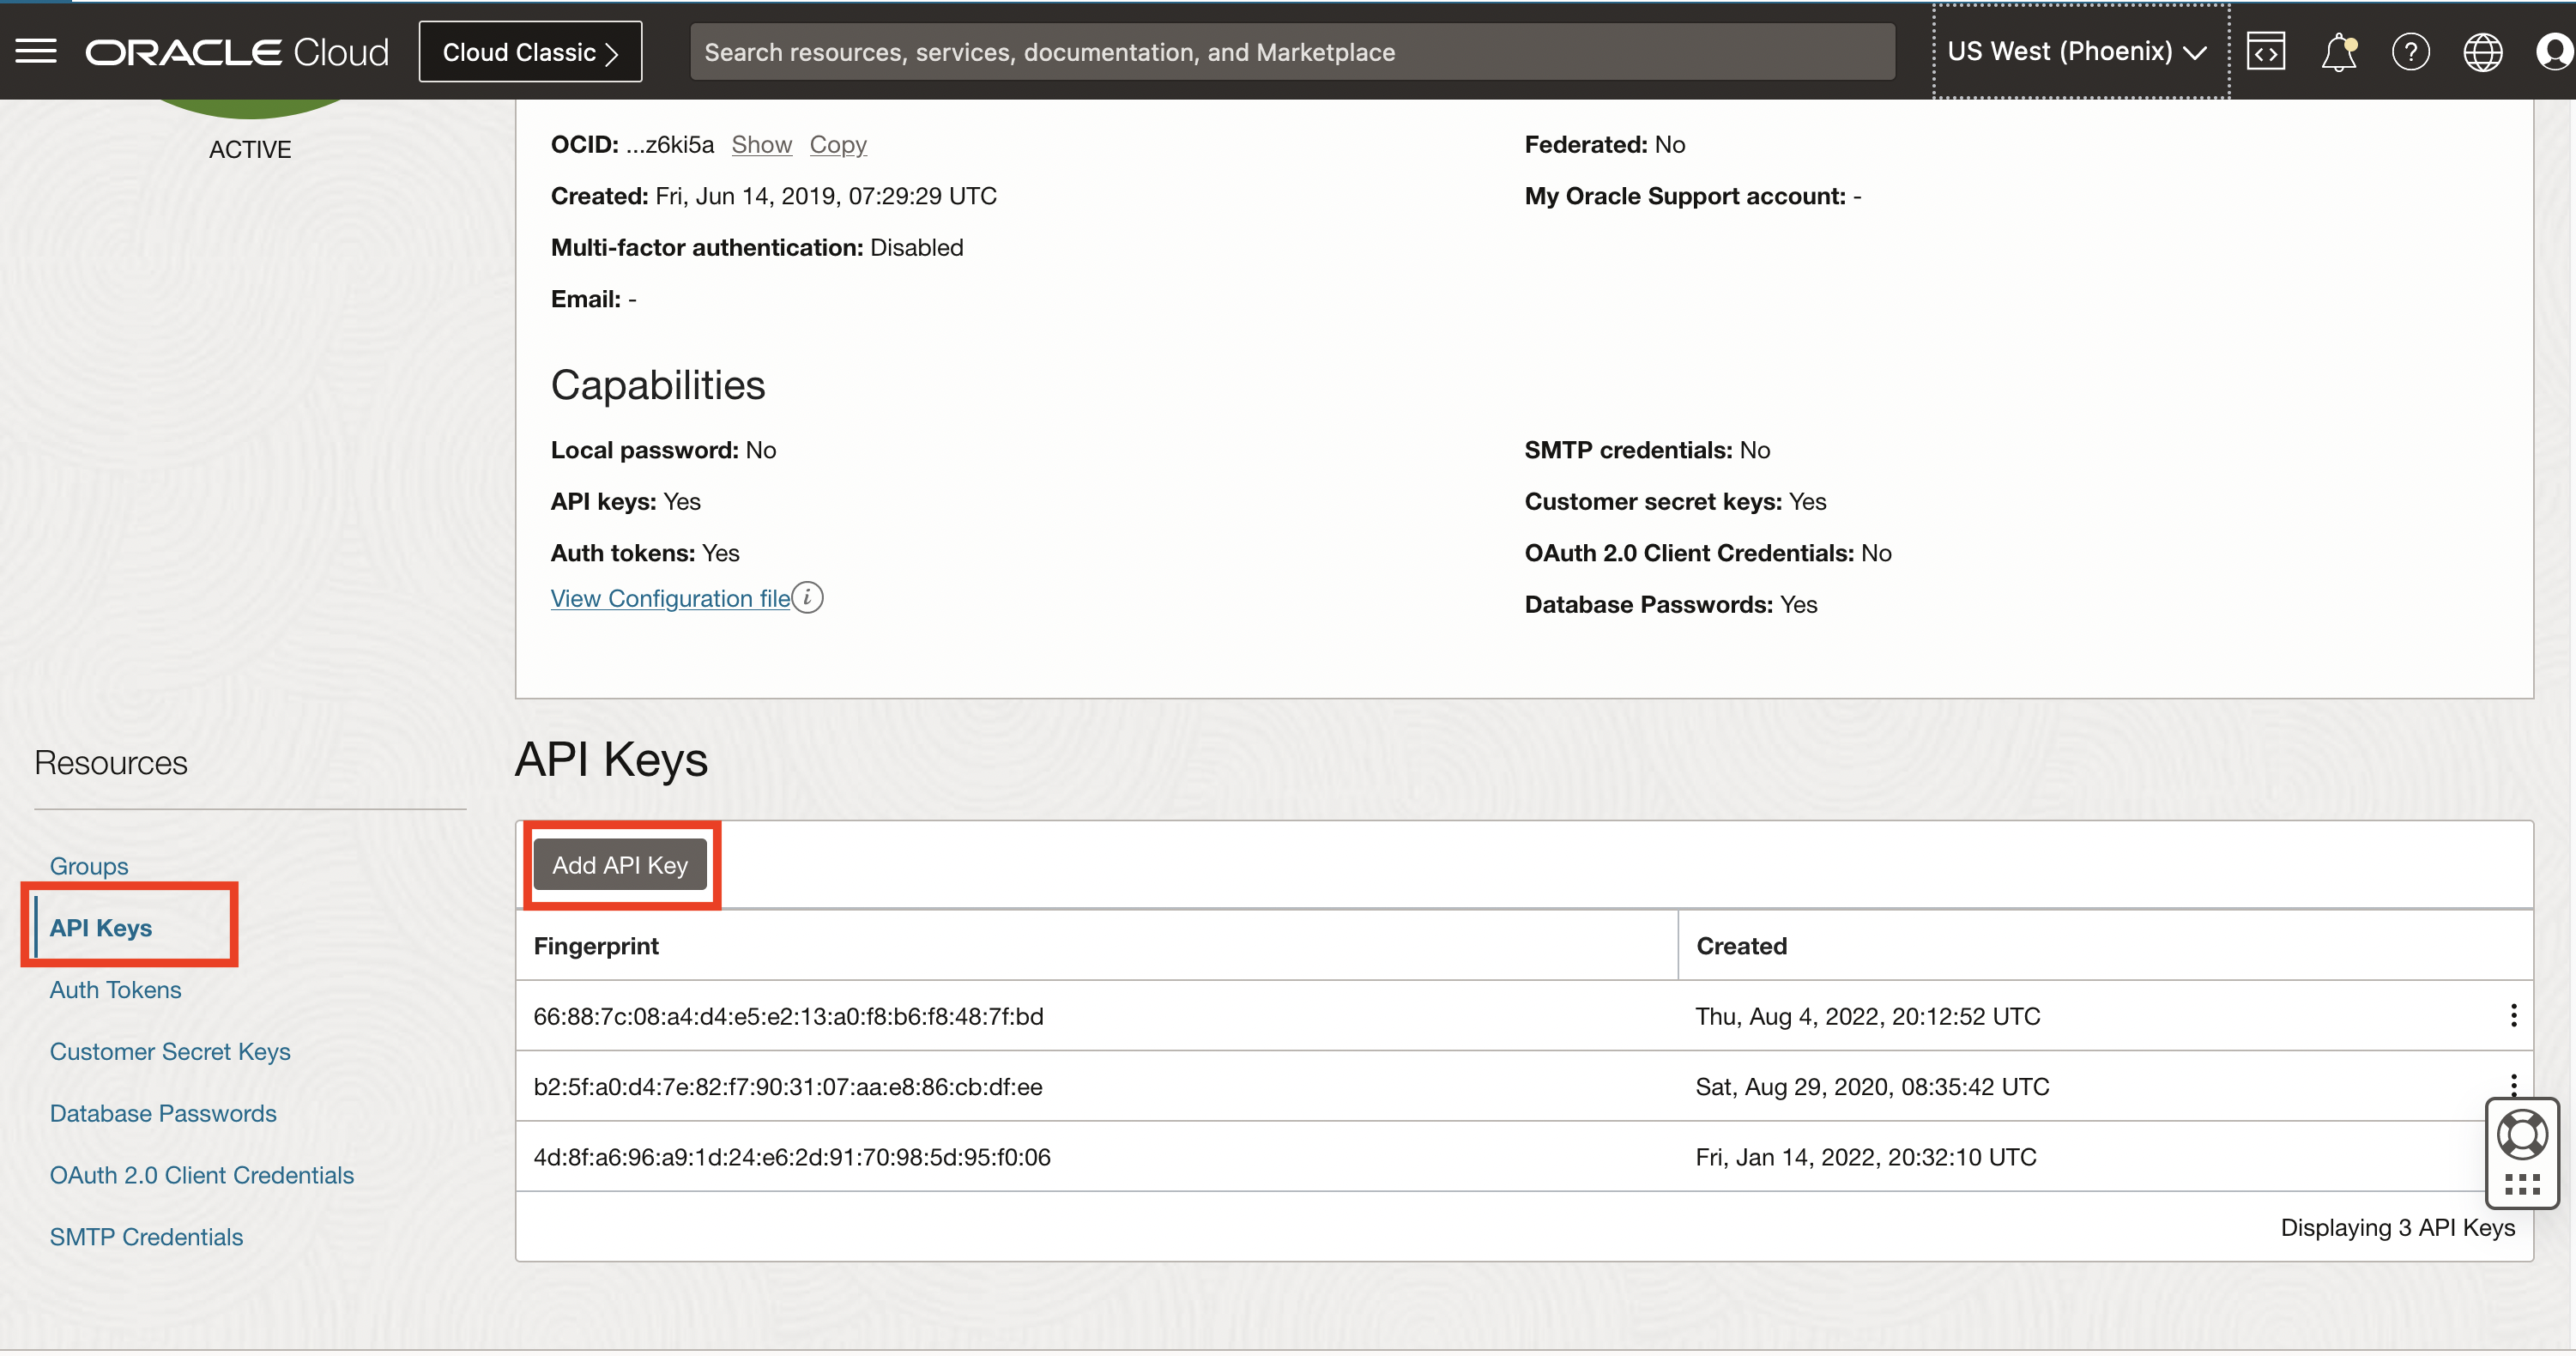 ORACLE Cloud
Cloud Classic
Search resources, services, documentation, and Marketplace
US West (Phoenix)
ACTIVE
OCID: ...z6ki5a Show Copy
Created: Fri, Jun 14, 2019, 07:29:29 UTC
Multi-factor authentication: Disabled
Email: -
Federated: No
My Oracle Support account: -
Capabilities
Local password: No
API keys: Yes
Auth tokens: Yes
View Configuration file
SMTP credentials: No
Customer secret keys: Yes
OAuth 2.0 Client Credentials: No
Database Passwords: Yes
Resources
Groups
API Keys
Auth Tokens
Customer Secret Keys
Database Passwords
OAuth 2.0 Client Credentials
SMTP Credentials
API Keys
Add API Key
Fingerprint Created
66:88:7c:08:a4:d4:e5:e2:13:a0:f8:b6:f8:48:7f:bd Thu, Aug 4, 2022, 20:12:52 UTC
b2:5f:a0:d4:7e:82:f7:90:31:07:aa:e8:86:cb:df:ee Sat, Aug 29, 2020, 08:35:42 UTC
4d:8f:a6:96:a9:1d:24:e6:2d:91:70:98:5d:95:f0:06 Fri, Jan 14, 2022, 20:32:10 UTC
Displaying 3 API Keys